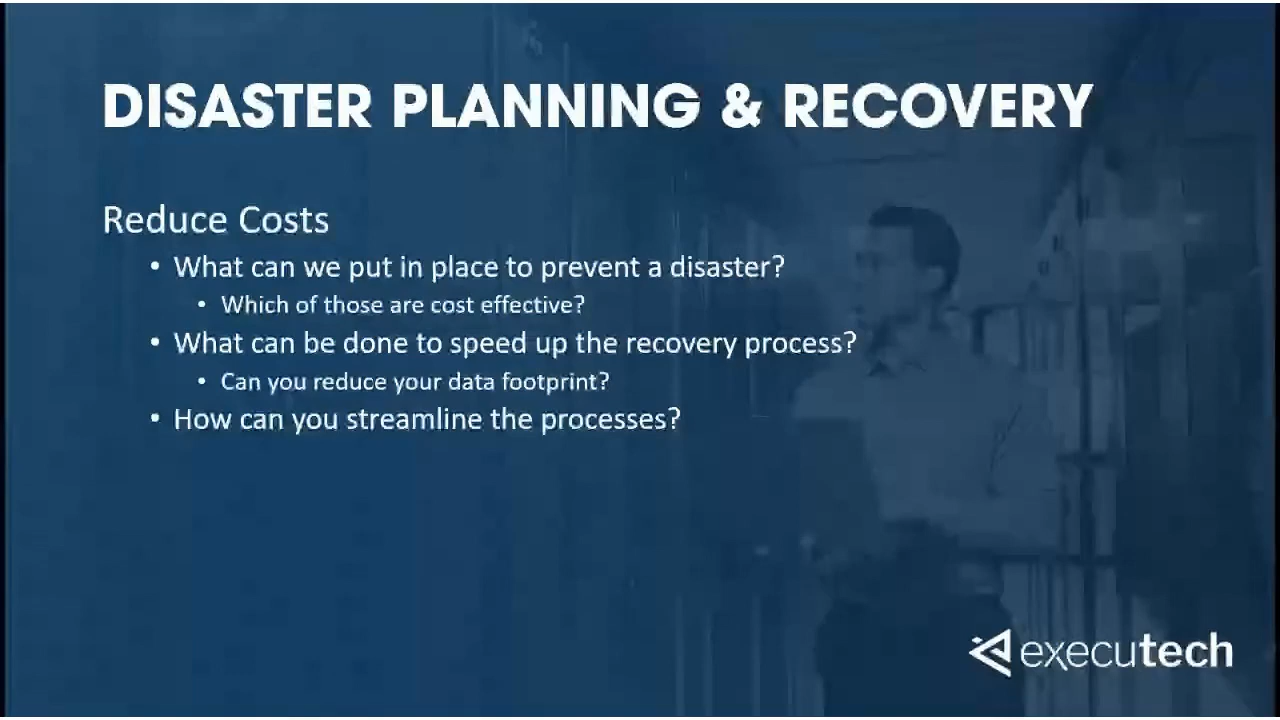 DISASTER PLANNING & RECOVERY
Reduce Costs
• What can we put in place to prevent a disaster?
• Which of those are cost effective?
• What can be done to speed up the recovery process?
• Can you reduce your data footprint?
• How can you streamline the processes?
executech